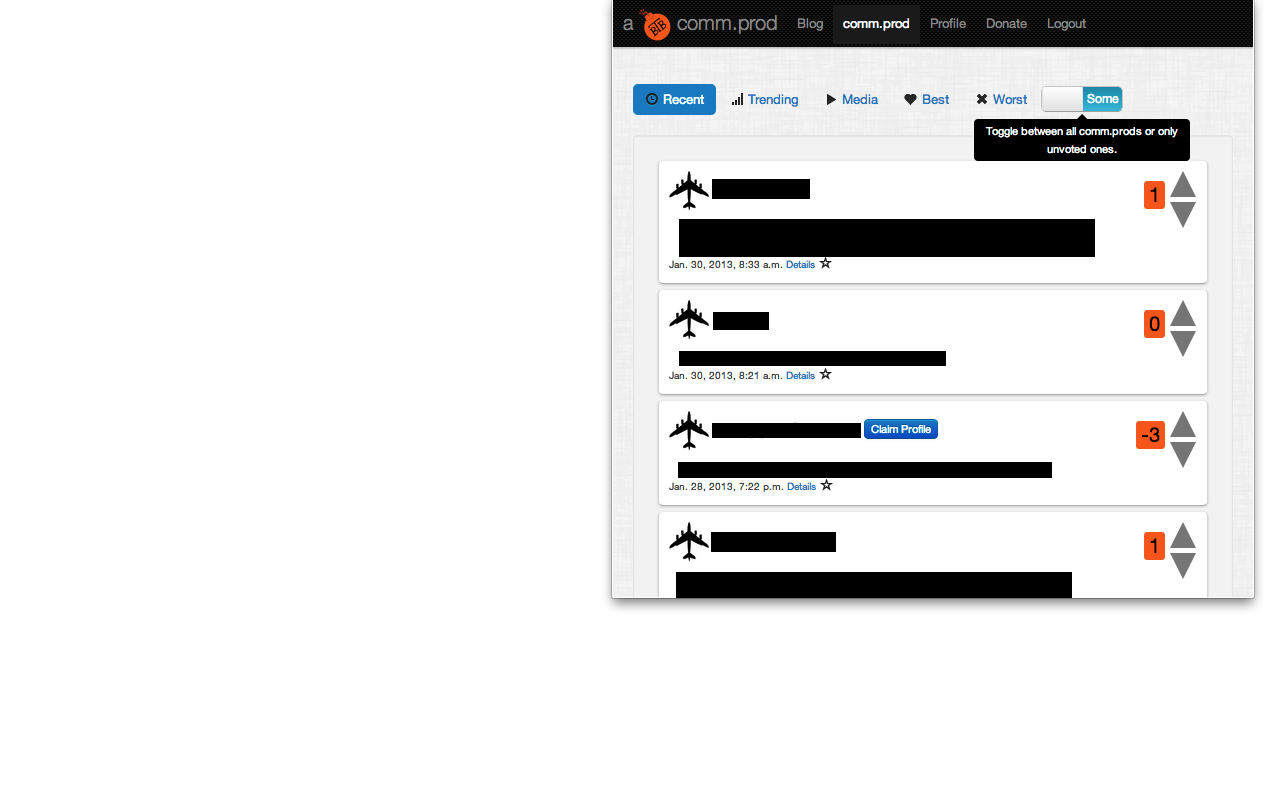 a BTB comm.prod Blog comm.prod Profile Donate Logout
Recent Trending Media Best Worst Some
Toggle between all comm.prods or only
unvoted ones.
1
Jan. 30, 2013, 8:33 a.m. Details
0
Jan. 30, 2013, 8:21 a.m. Details
Claim Profile -3
Jan. 28, 2013, 7:22 p.m. Details
1